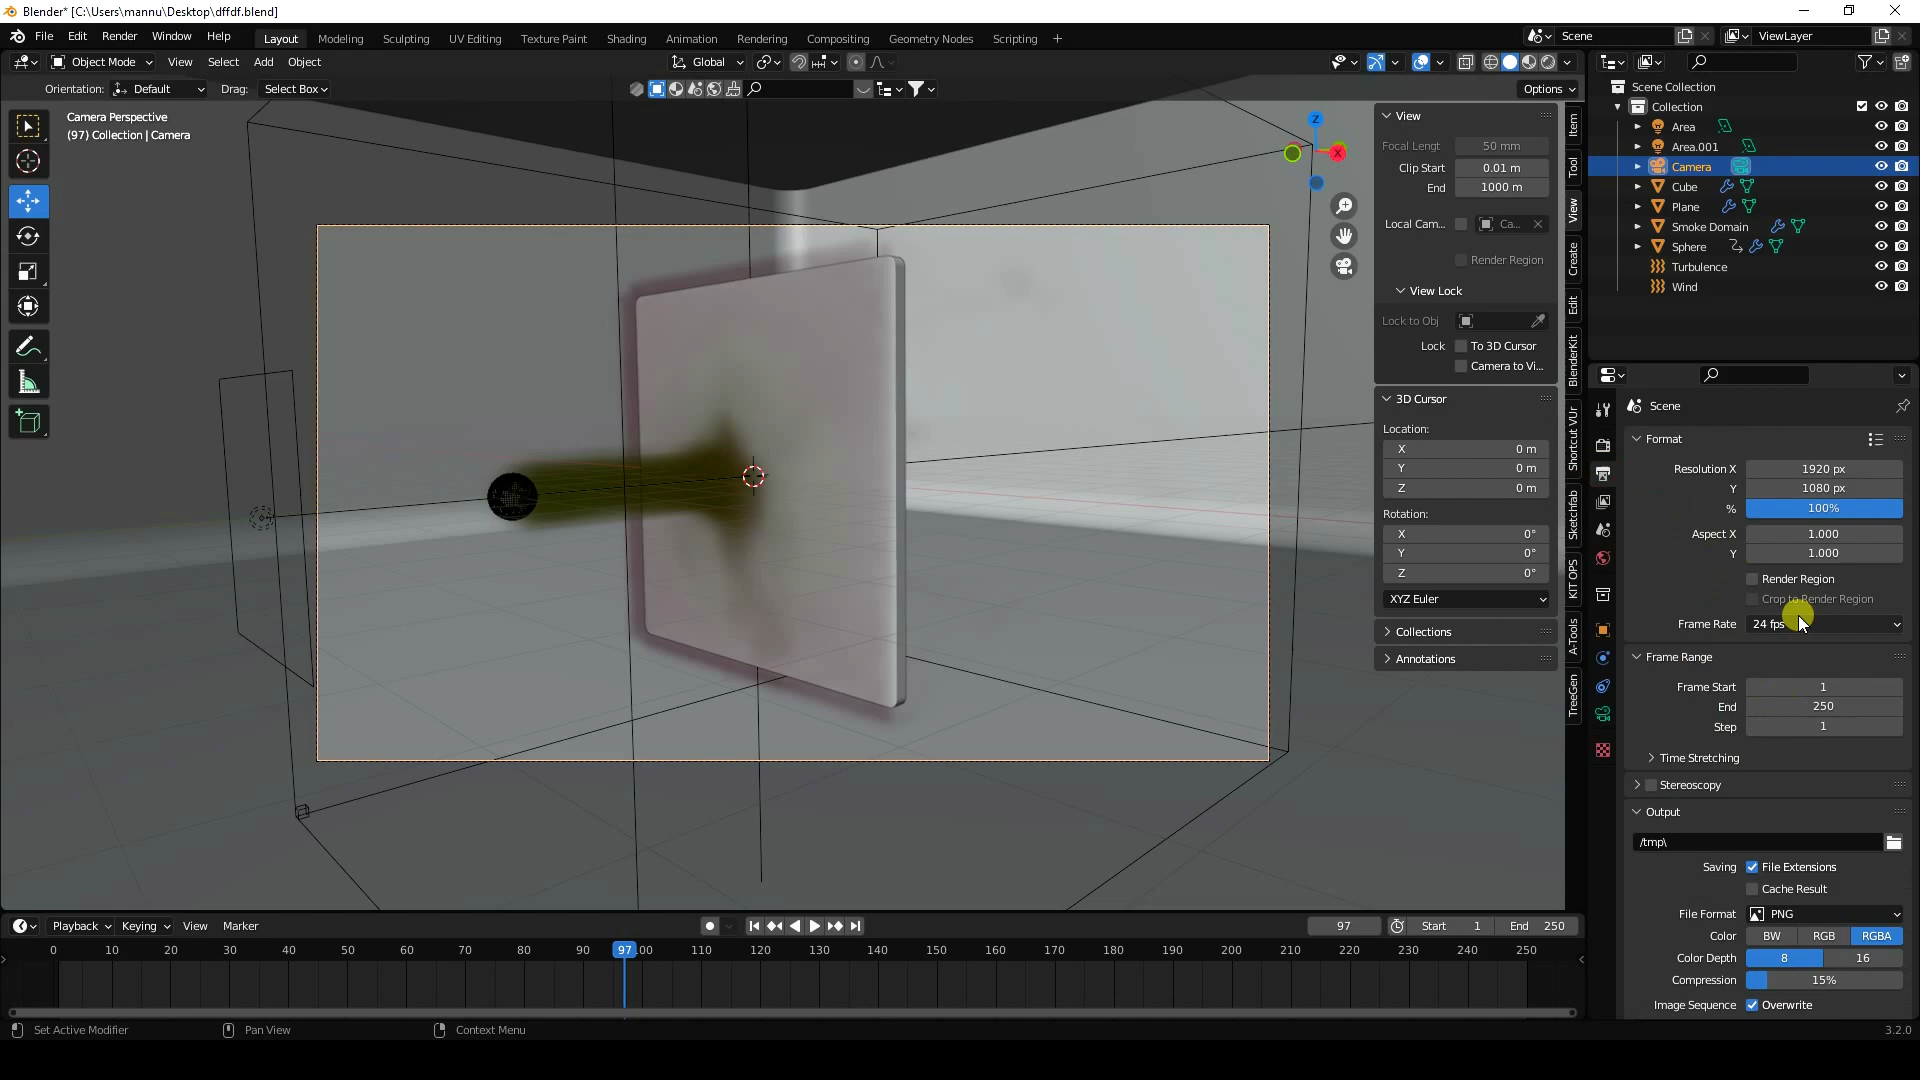 Blender* [C:\Users\mannu\Desktop\dffdf.blend]
File Edit Render Window Help Layout Modeling Sculpting UV Editing Texture Paint Shading Animation Rendering Compositing Geometry Nodes Scripting + Scene ViewLayer
Object Mode View Select Add Object Global
Orientation: Default Drag: Select Box Options
Camera Perspective
(97) Collection | Camera
Z
X
View
Focal Lengt 50 mm
Clip Start 0.01 m
End 1000 m
Local Cam... Ca...
Render Region
View Lock
Lock to Obj
Lock To 3D Cursor
Camera to Vi...
3D Cursor
Location:
X 0 m
Y 0 m
Z 0 m
Rotation:
X 0°
Y 0°
Z 0°
XYZ Euler
Collections
Annotations
Item
Tool
View
Create
Edit
BlenderKit
Shortcut VUr
Sketchfab
KIT OPS
A-Tools
TreeGen
Scene Collection
Collection
Area
Area.001
Camera
Cube
Plane
Smoke Domain
Sphere
Turbulence
Wind
Scene
Format
Resolution X 1920 px
Y 1080 px
% 100%
Aspect X 1.000
Y 1.000
Render Region
Crop to Render Region
Frame Rate 24 fps
Frame Range
Frame Start 1
End 250
Step 1
Time Stretching
Stereoscopy
Output
/tmp\
Saving File Extensions
Cache Result
File Format PNG
Color BW RGB RGBA
Color Depth 8 16
Compression 15%
Image Sequence Overwrite
Playback Keying View Marker 97 Start 1 End 250
0 10 20 30 40 50 60 70 80 90 97 00 110 120 130 140 150 160 170 180 190 200 210 220 230 240 250
Set Active Modifier Pan View Context Menu 3.2.0